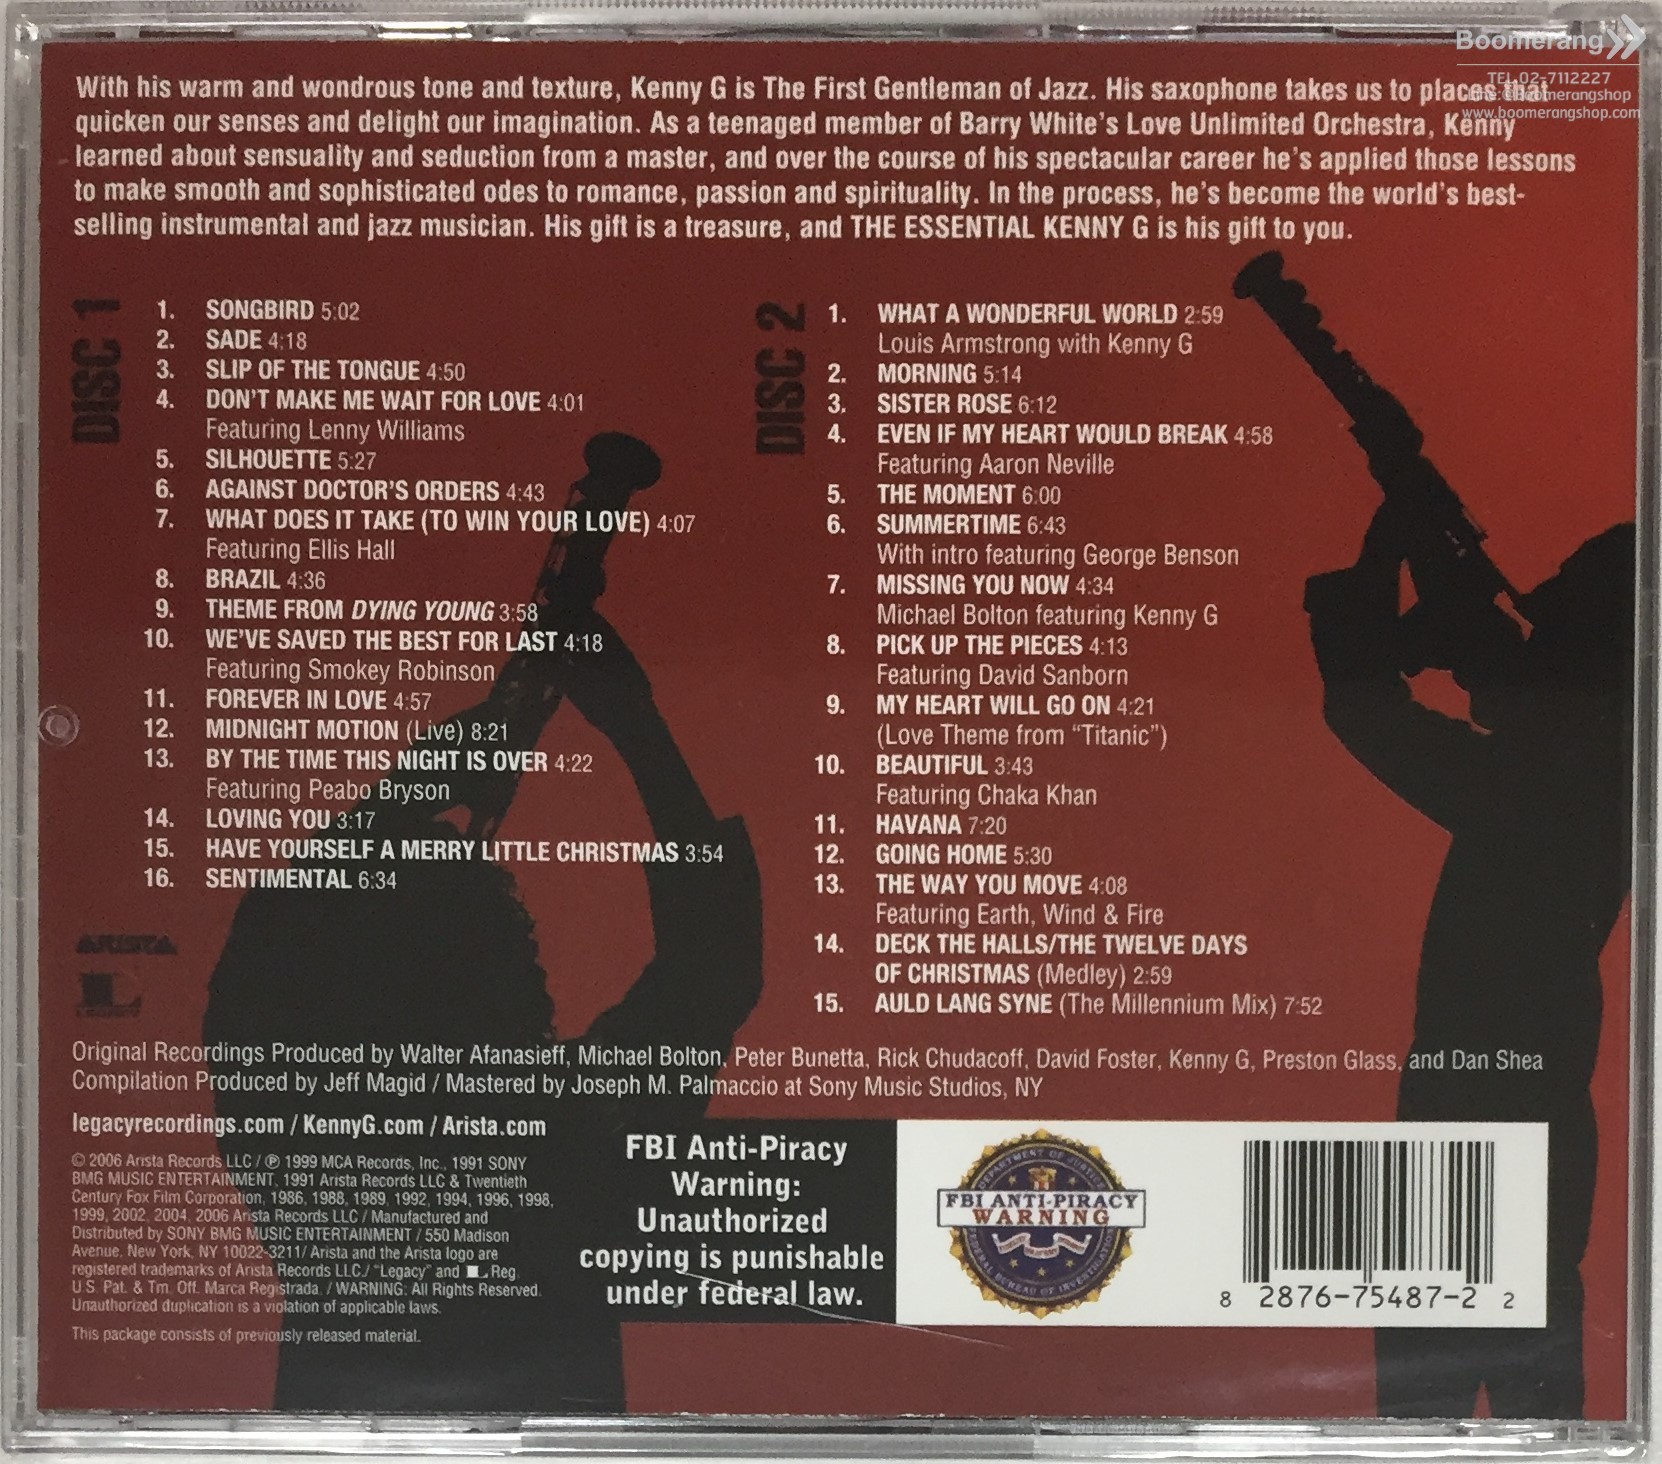 Boomerang
TEL.02-7112227
Line:@Boomerangshop
www.boomerangshop.com
With his warm and wondrous tone and texture, Kenny G is The First Gentleman of Jazz. His saxophone takes us to places that
quicken our senses and delight our imagination. As a teenaged member of Barry White's Love Unlimited Orchestra, Kenny
learned about sensuality and seduction from a master, and over the course of his spectacular career he's applied those lessons
to make smooth and sophisticated odes to romance, passion and spirituality. In the process, he's become the world's best-
selling instrumental and jazz musician. His gift is a treasure, and THE ESSENTIAL KENNY G is his gift to you.
DISC 1
1. SONGBIRD 5:02
2. SADE 4:18
3. SLIP OF THE TONGUE 4:50
4. DON'T MAKE ME WAIT FOR LOVE 4:01
Featuring Lenny Williams
5. SILHOUETTE 5:27
6. AGAINST DOCTOR'S ORDERS 4:43
7. WHAT DOES IT TAKE (TO WIN YOUR LOVE) 4:07
Featuring Ellis Hall
8. BRAZIL 4:36
9. THEME FROM DYING YOUNG 3:58
10. WE'VE SAVED THE BEST FOR LAST 4:18
Featuring Smokey Robinson
11. FOREVER IN LOVE 4:57
12. MIDNIGHT MOTION (Live) 8:21
13. BY THE TIME THIS NIGHT IS OVER 4:22
Featuring Peabo Bryson
14. LOVING YOU 3:17
15. HAVE YOURSELF A MERRY LITTLE CHRISTMAS 3:54
16. SENTIMENTAL 6:34
DISC 2
1. WHAT A WONDERFUL WORLD 2:59
Louis Armstrong with Kenny G
2. MORNING 5:14
3. SISTER ROSE 6:12
4. EVEN IF MY HEART WOULD BREAK 4:58
Featuring Aaron Neville
5. THE MOMENT 6:00
6. SUMMERTIME 6:43
With intro featuring George Benson
7. MISSING YOU NOW 4:34
Michael Bolton featuring Kenny G
8. PICK UP THE PIECES 4:13
Featuring David Sanborn
9. MY HEART WILL GO ON 4:21
(Love Theme from "Titanic")
10. BEAUTIFUL 3:43
Featuring Chaka Khan
11. HAVANA 7:20
12. GOING HOME 5:30
13. THE WAY YOU MOVE 4:08
Featuring Earth, Wind & Fire
14. DECK THE HALLS/THE TWELVE DAYS
OF CHRISTMAS (Medley) 2:59
15. AULD LANG SYNE (The Millennium Mix) 7:52
ARISTA
Original Recordings Produced by Walter Afanasieff, Michael Bolton, Peter Bunetta, Rick Chudacoff, David Foster, Kenny G, Preston Glass, and Dan Shea
Compilation Produced by Jeff Magid / Mastered by Joseph M. Palmaccio at Sony Music Studios, NY
legacyrecordings.com / KennyG.com / Arista.com
© 2006 Arista Records LLC / ℗ 1999 MCA Records, Inc., 1991 SONY
BMG MUSIC ENTERTAINMENT, 1991 Arista Records LLC & Twentieth
Century Fox Film Corporation, 1986, 1988, 1989, 1992, 1994, 1996, 1998,
1999, 2002, 2004, 2006 Arista Records LLC / Manufactured and
Distributed by SONY BMG MUSIC ENTERTAINMENT / 550 Madison
Avenue, New York, NY 10022-3211/ Arista and the Arista logo are
registered trademarks of Arista Records LLC./ "Legacy" and L Reg.
U.S. Pat. & Tm. Off. Marca Registrada. / WARNING: All Rights Reserved.
Unauthorized duplication is a violation of applicable laws.
This package consists of previously released material.
FBI Anti-Piracy
Warning:
Unauthorized
copying is punishable
under federal law.
DEPARTMENT OF JUSTICE
FBI ANTI-PIRACY
WARNING
FEDERAL BUREAU OF INVESTIGATION
8 2876-75487-2 2